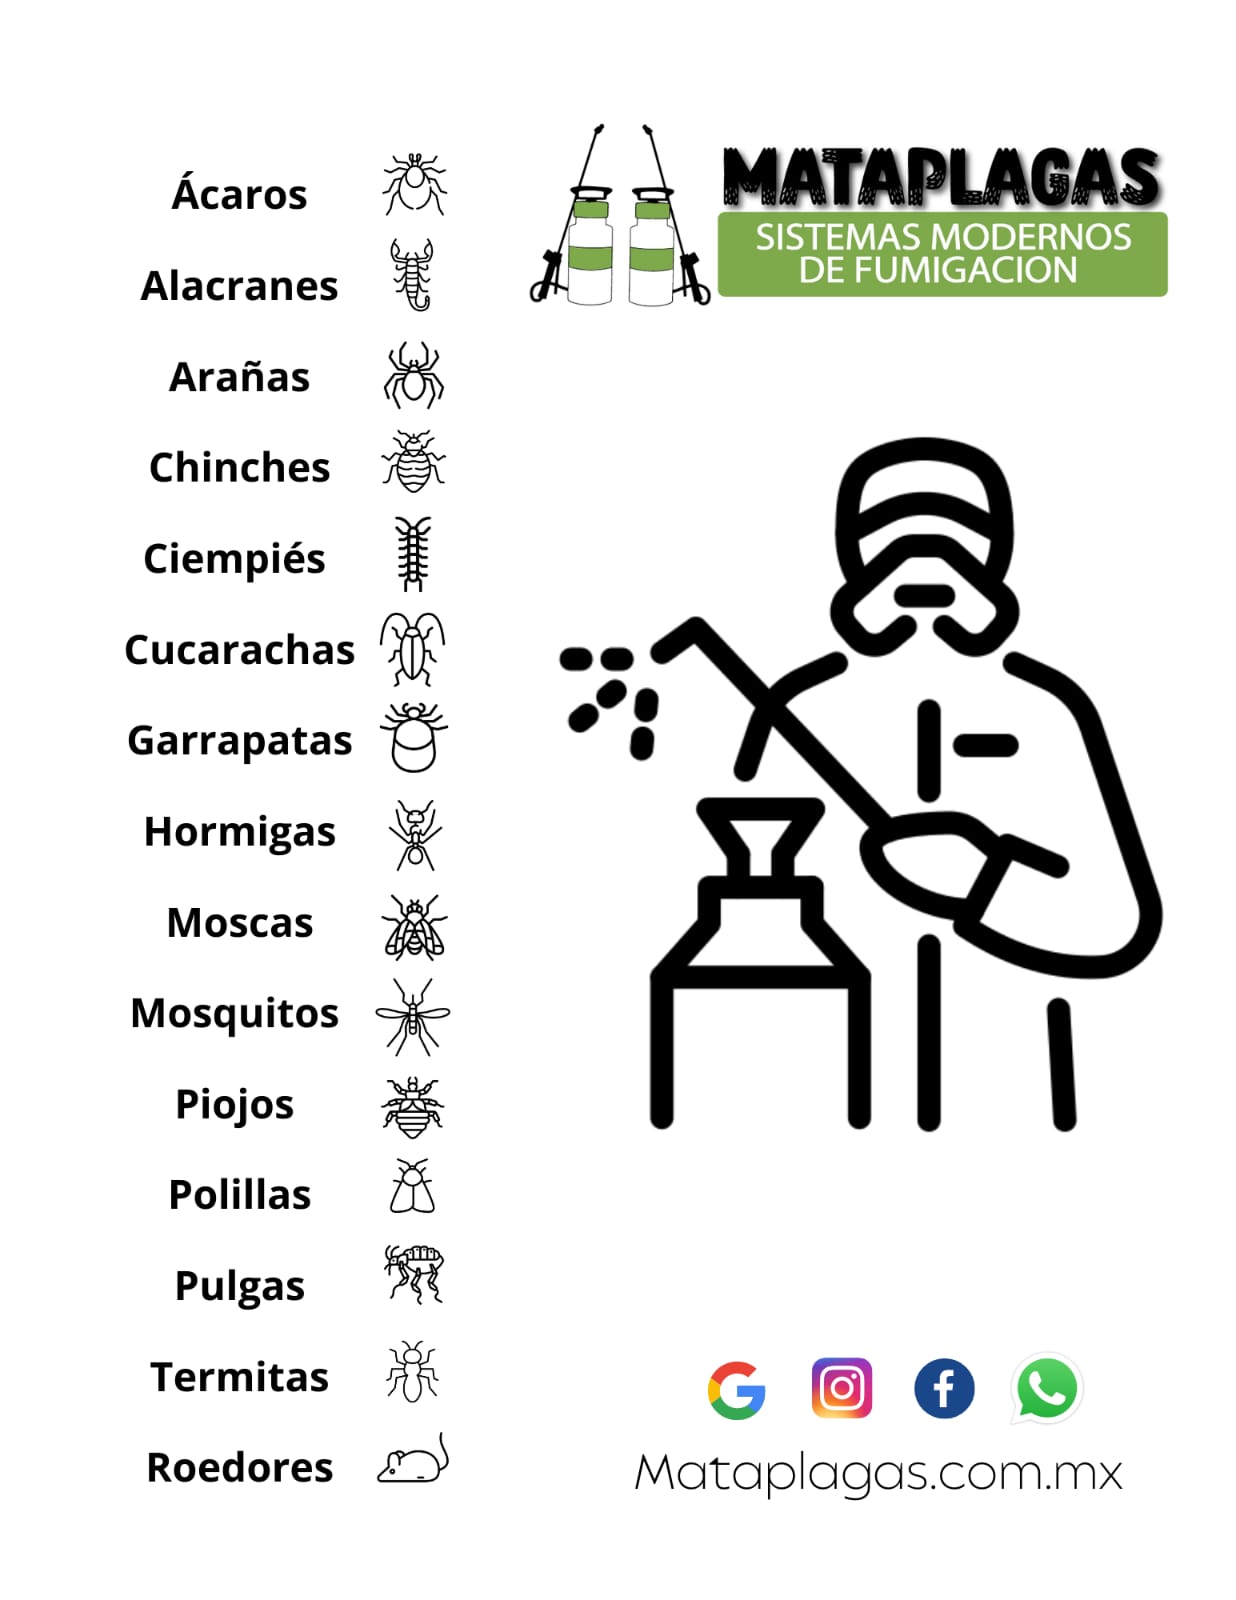 Ácaros
Alacranes
Arañas
Chinches
Ciempiés
Cucarachas
Garrapatas
Hormigas
Moscas
Mosquitos
Piojos
Polillas
Pulgas
Termitas
Roedores
MATAPLAGAS
SISTEMAS MODERNOS
DE FUMIGACION
Mataplagas.com.mx